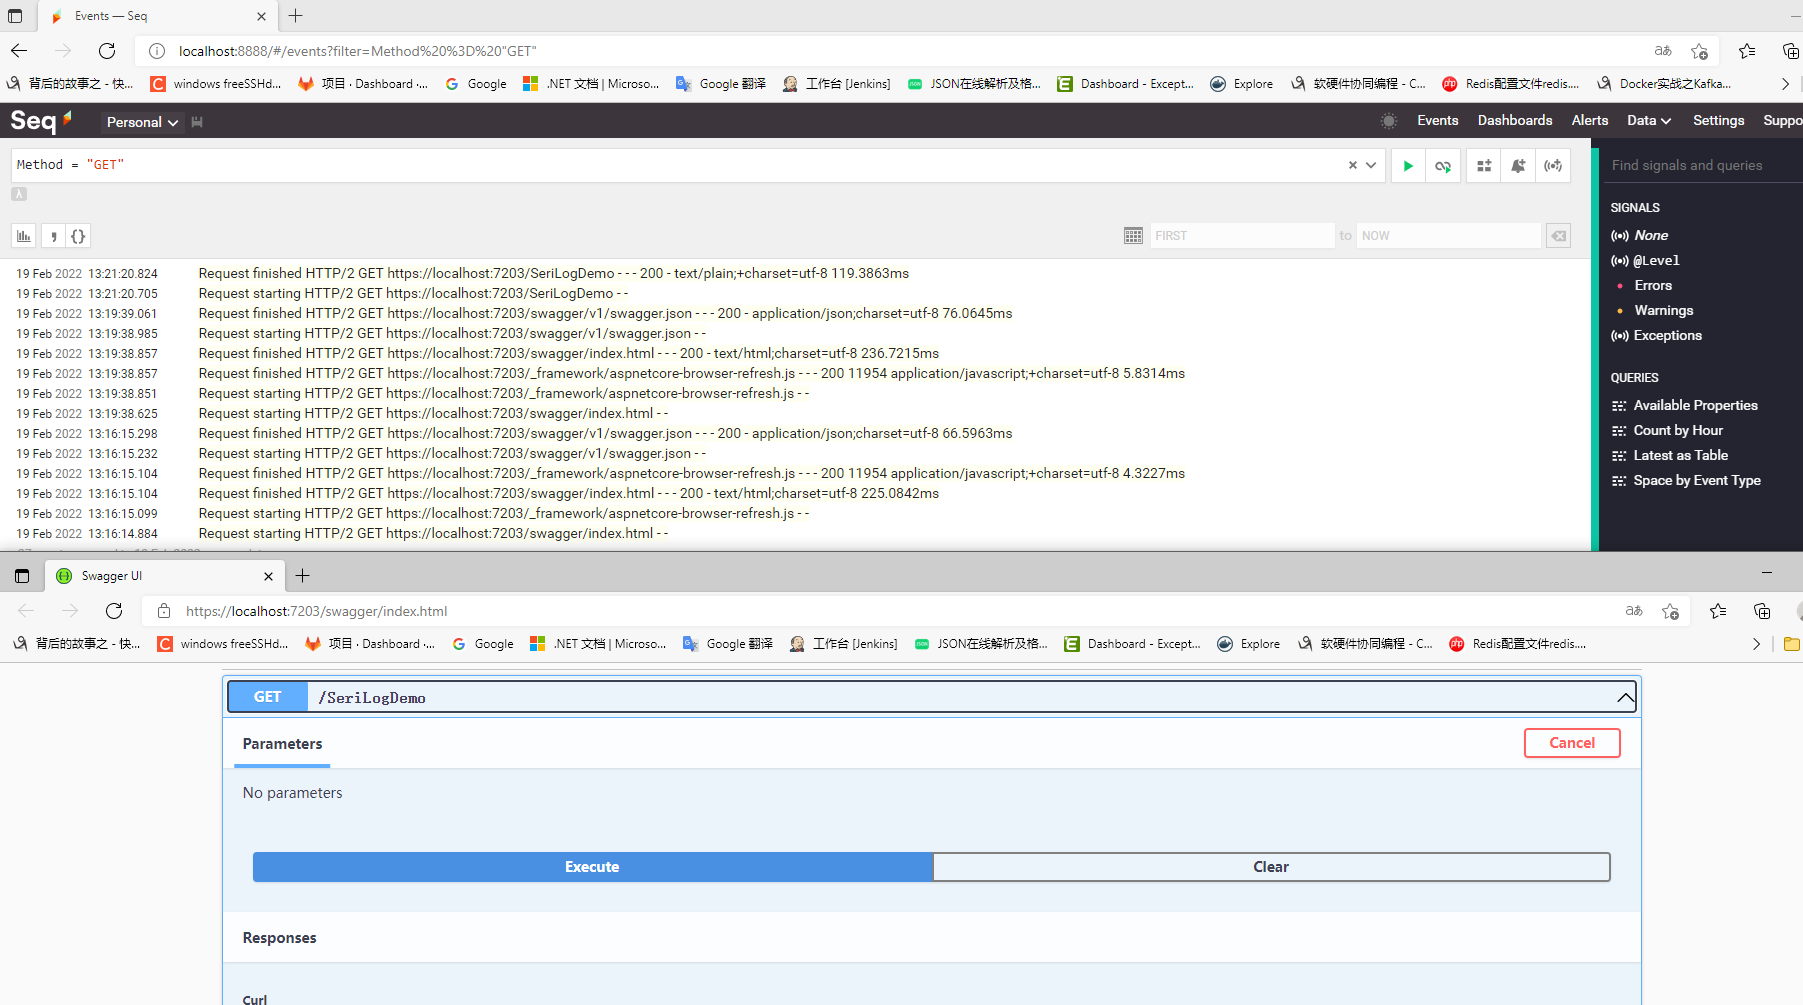 Events — Seq
localhost:8888/#/events?filter=Method%20%3D%20"GET"
背后的故事之 - 快... windows freeSSHd... 项目 · Dashboard ·... Google .NET 文档 | Microso... Google 翻译 工作台 [Jenkins] JSON在线解析及格... Dashboard - Except... Explore 软硬件协同编程 - C... Redis配置文件redis.... Docker实战之Kafka...
Seq Personal Events Dashboards Alerts Data Settings Suppo
Method = "GET"
Find signals and queries
FIRST to NOW
SIGNALS
None
@Level
Errors
Warnings
Exceptions
QUERIES
Available Properties
Count by Hour
Latest as Table
Space by Event Type
19 Feb 2022 13:21:20.824 Request finished HTTP/2 GET https://localhost:7203/SeriLogDemo - - - 200 - text/plain;+charset=utf-8 119.3863ms
19 Feb 2022 13:21:20.705 Request starting HTTP/2 GET https://localhost:7203/SeriLogDemo - -
19 Feb 2022 13:19:39.061 Request finished HTTP/2 GET https://localhost:7203/swagger/v1/swagger.json - - - 200 - application/json;charset=utf-8 76.0645ms
19 Feb 2022 13:19:38.985 Request starting HTTP/2 GET https://localhost:7203/swagger/v1/swagger.json - -
19 Feb 2022 13:19:38.857 Request finished HTTP/2 GET https://localhost:7203/swagger/index.html - - - 200 - text/html;charset=utf-8 236.7215ms
19 Feb 2022 13:19:38.857 Request finished HTTP/2 GET https://localhost:7203/_framework/aspnetcore-browser-refresh.js - - - 200 11954 application/javascript;+charset=utf-8 5.8314ms
19 Feb 2022 13:19:38.851 Request starting HTTP/2 GET https://localhost:7203/_framework/aspnetcore-browser-refresh.js - -
19 Feb 2022 13:19:38.625 Request starting HTTP/2 GET https://localhost:7203/swagger/index.html - -
19 Feb 2022 13:16:15.298 Request finished HTTP/2 GET https://localhost:7203/swagger/v1/swagger.json - - - 200 - application/json;charset=utf-8 66.5963ms
19 Feb 2022 13:16:15.232 Request starting HTTP/2 GET https://localhost:7203/swagger/v1/swagger.json - -
19 Feb 2022 13:16:15.104 Request finished HTTP/2 GET https://localhost:7203/_framework/aspnetcore-browser-refresh.js - - - 200 11954 application/javascript;+charset=utf-8 4.3227ms
19 Feb 2022 13:16:15.104 Request finished HTTP/2 GET https://localhost:7203/swagger/index.html - - - 200 - text/html;charset=utf-8 225.0842ms
19 Feb 2022 13:16:15.099 Request starting HTTP/2 GET https://localhost:7203/_framework/aspnetcore-browser-refresh.js - -
19 Feb 2022 13:16:14.884 Request starting HTTP/2 GET https://localhost:7203/swagger/index.html - -
Swagger UI
https://localhost:7203/swagger/index.html
背后的故事之 - 快... windows freeSSHd... 项目 · Dashboard ·... Google .NET 文档 | Microso... Google 翻译 工作台 [Jenkins] JSON在线解析及格... Dashboard - Except... Explore 软硬件协同编程 - C... Redis配置文件redis....
GET /SeriLogDemo
Parameters Cancel
No parameters
Execute Clear
Responses
Curl